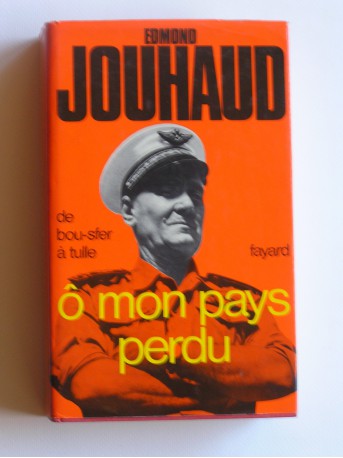 EDMOND
JOUHAUD
de
bou-sfer
à tulle
fayard
ô mon pays
perdu